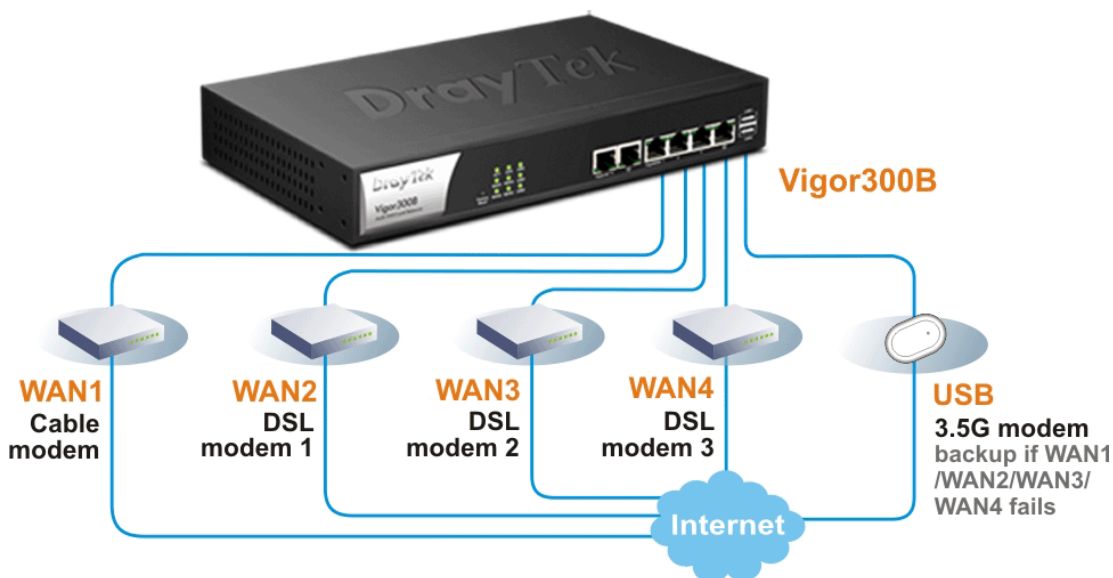 DrayTek
DrayTek
Vigor300B
Vigor300B
WAN1
Cable
modem
WAN2
DSL
modem 1
WAN3
DSL
modem 2
WAN4
DSL
modem 3
USB
3.5G modem
backup if WAN1
/WAN2/WAN3/
WAN4 fails
Internet